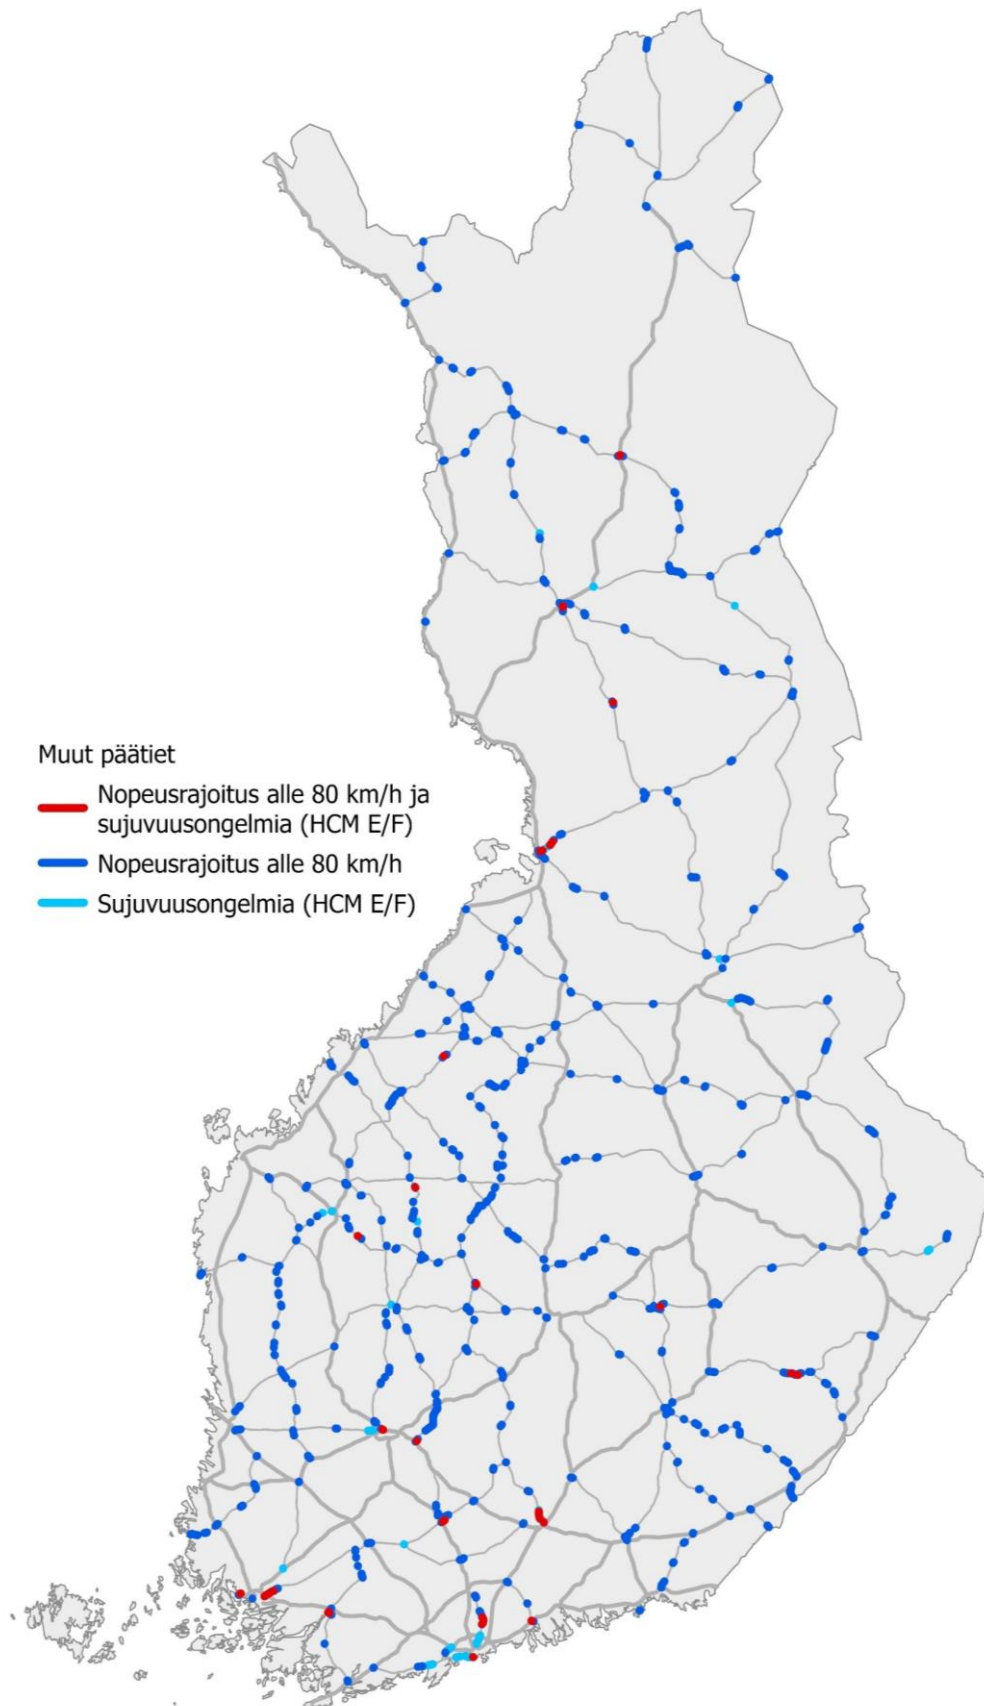 Muut päätiet
Nopeusrajoitus alle 80 km/h ja
sujuvuusongelmia (HCM E/F)
Nopeusrajoitus alle 80 km/h
Sujuvuusongelmia (HCM E/F)